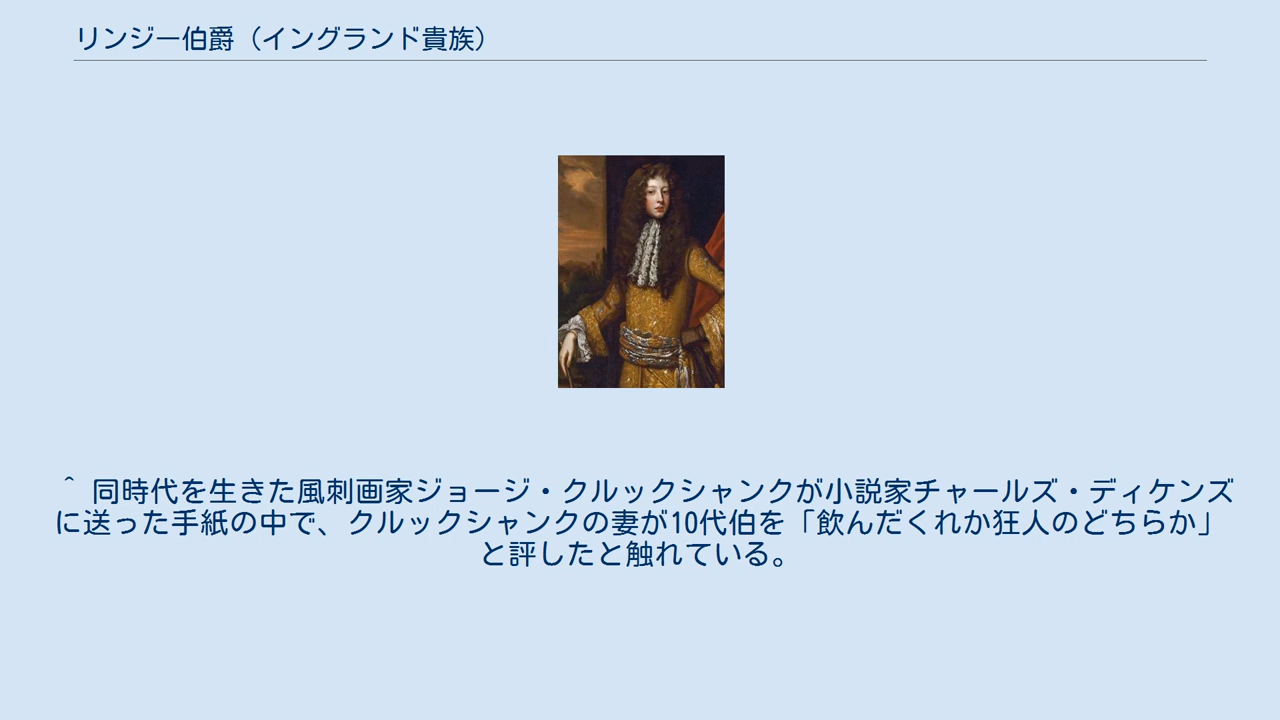 リンジー伯爵（イングランド貴族）
^ 同時代を生きた風刺画家ジョージ・クルックシャンクが小説家チャールズ・ディケンズ
に送った手紙の中で、クルックシャンクの妻が10代伯を「飲んだくれか狂人のどちらか」
と評したと触れている。